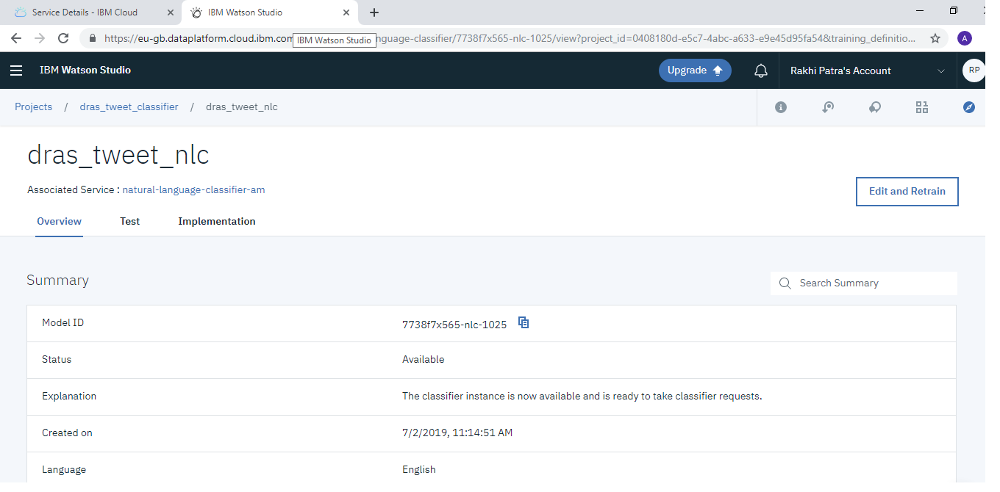 Service Details - IBM Cloud
IBM Watson Studio
https://eu-gb.dataplatform.cloud.ibm.com
nguage-classifier/7738f7x565-nlc-1025/view?project_id=0408180d-e5c7-4abc-a633-e9e45d95fa54&training_definitio...
A
IBM Watson Studio
IBM Watson Studio
Upgrade
Rakhi Patra's Account
RP
Projects / dras_tweet_classifier / dras_tweet_nlc
dras_tweet_nlc
Associated Service : natural-language-classifier-am
Edit and Retrain
Overview Test Implementation
Summary
Search Summary
Model ID 7738f7x565-nlc-1025
Status Available
Explanation The classifier instance is now available and is ready to take classifier requests.
Created on 7/2/2019, 11:14:51 AM
Language English